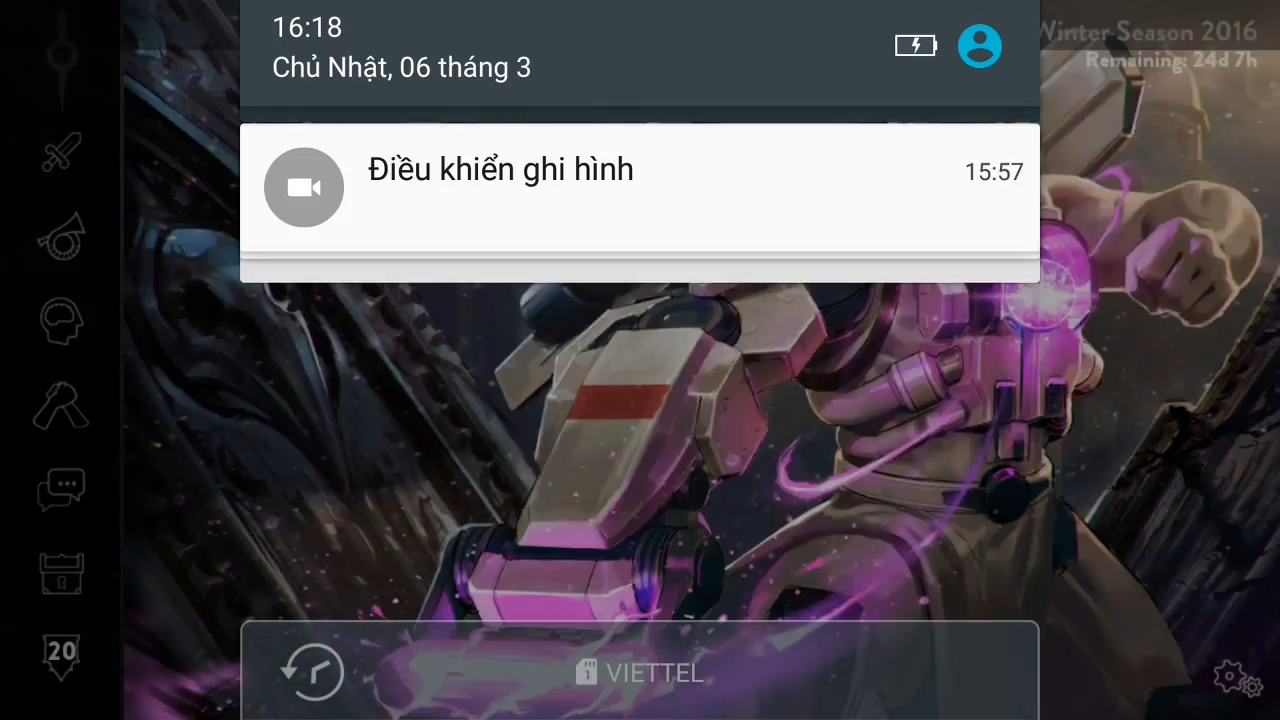 16:18
Chủ Nhật, 06 tháng 3
Winter Season 2016
Remaining: 24d 7h
Điều khiển ghi hình
15:57
20
1 VIETTEL